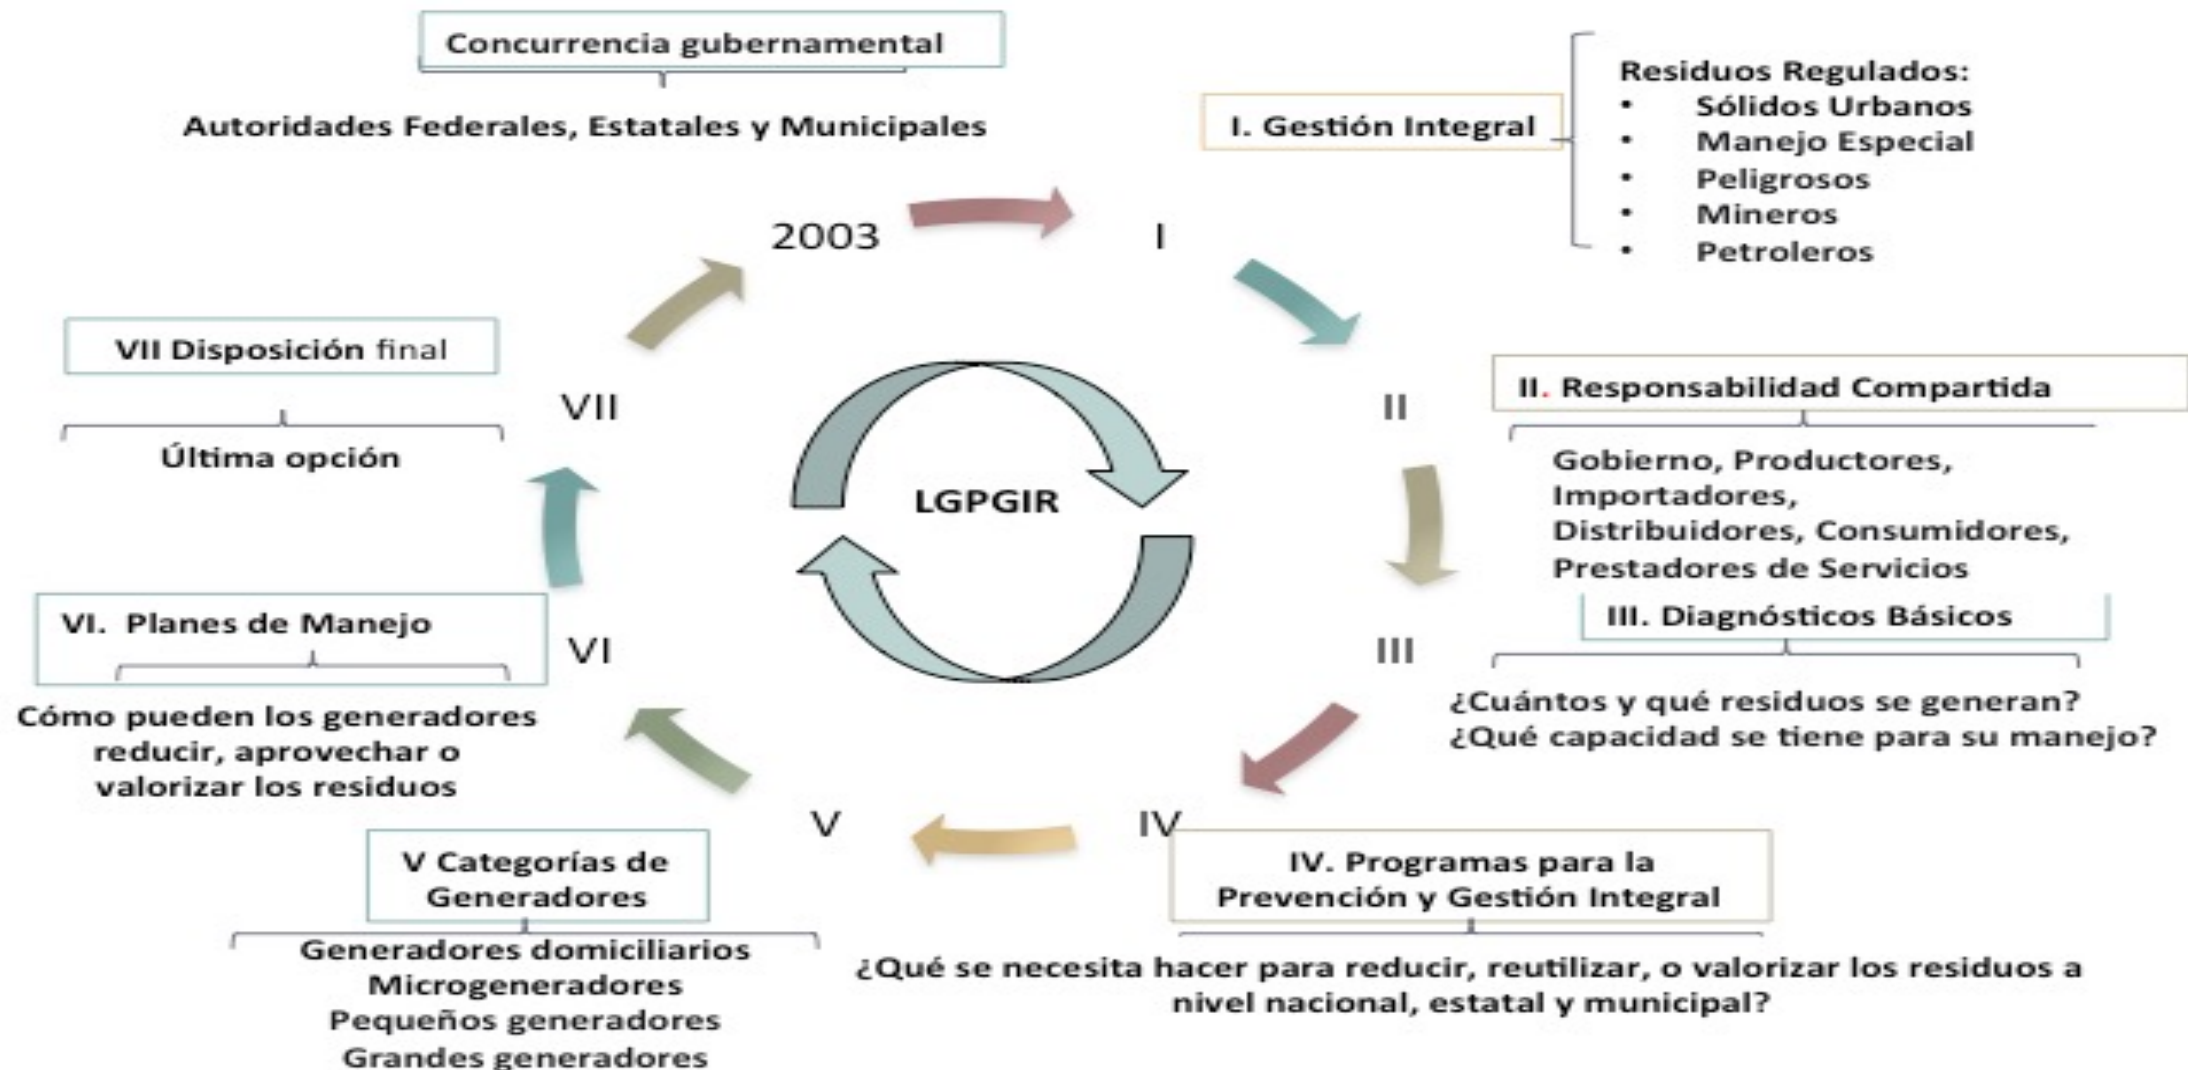 Concurrencia gubernamental
Autoridades Federales, Estatales y Municipales
2003
I
I. Gestión Integral
Residuos Regulados:
• Sólidos Urbanos
• Manejo Especial
• Peligrosos
• Mineros
• Petroleros
II
II. Responsabilidad Compartida
Gobierno, Productores,
Importadores,
Distribuidores, Consumidores,
Prestadores de Servicios
III
III. Diagnósticos Básicos
¿Cuántos y qué residuos se generan?
¿Qué capacidad se tiene para su manejo?
IV
IV. Programas para la
Prevención y Gestión Integral
¿Qué se necesita hacer para reducir, reutilizar, o valorizar los residuos a
nivel nacional, estatal y municipal?
V
V Categorías de
Generadores
Generadores domiciliarios
Microgeneradores
Pequeños generadores
Grandes generadores
VI
VI. Planes de Manejo
Cómo pueden los generadores
reducir, aprovechar o
valorizar los residuos
VII
VII Disposición final
Última opción
LGPGIR